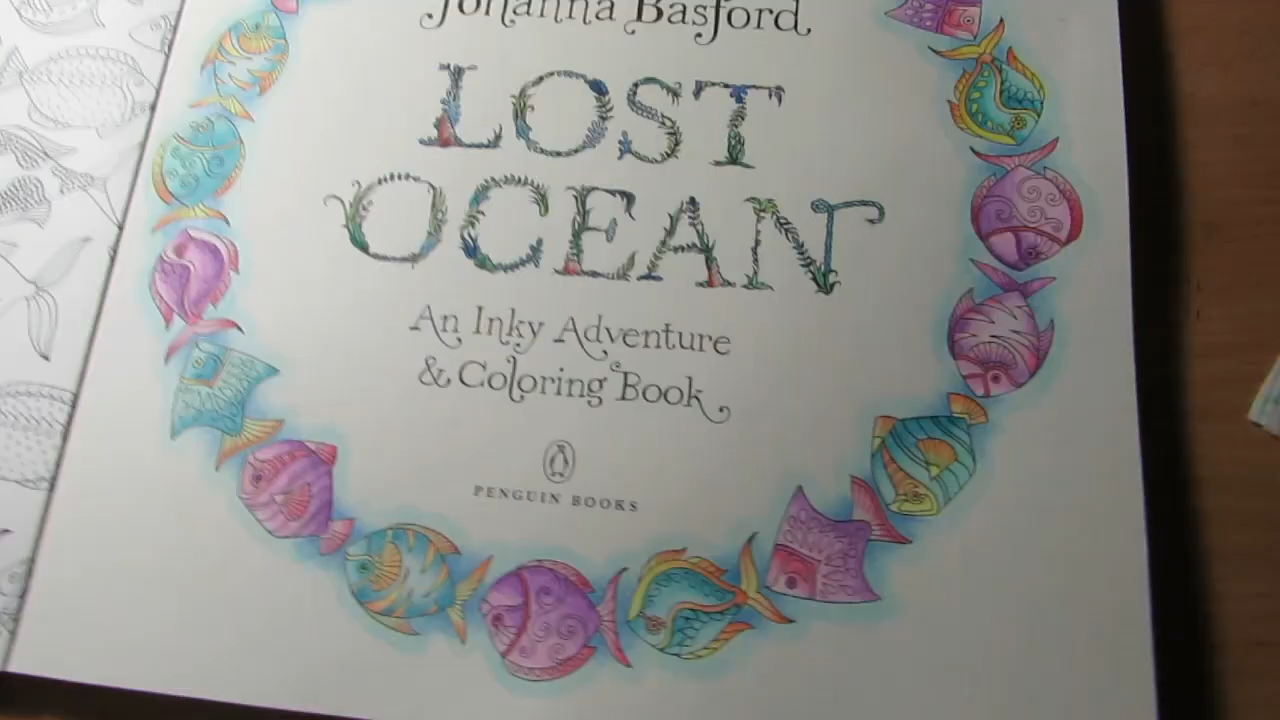 Johanna Basford
LOST
OCEAN
An Inky Adventure
& Coloring Book
PENGUIN BOOKS